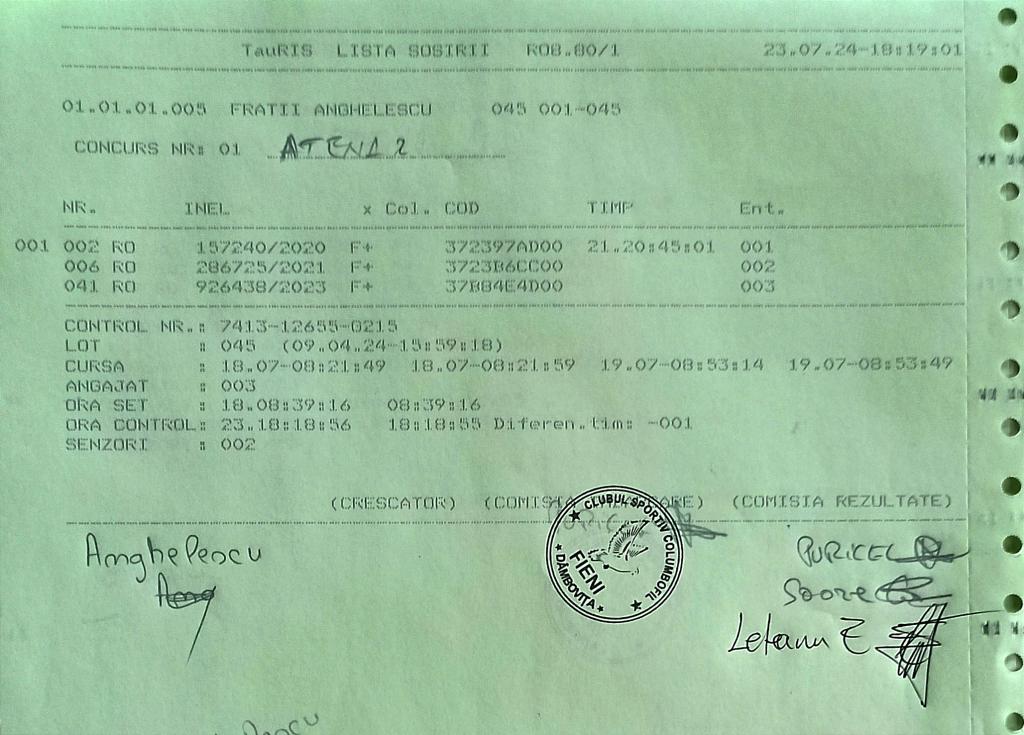 TauRIS LISTA SOSIRII RO8.80/1 23.07.24-18:19:01
01.01.01.005 FRATII ANGHELESCU 045 001-045
CONCURS NR: 01 ATENA 2
NR. INEL x Col. COD TIMP Ent.
001 002 RO 157240/2020 F+ 372397AD00 21.20:45:01 001
006 RO 286725/2021 F+ 3723B6CC00 002
041 RO 926438/2023 F+ 37B84E4D00 003
CONTROL NR.: 7413-12655-0215
LOT : 045 (09.04.24-15:59:18)
CURSA : 18.07-08:21:49 18.07-08:21:59 19.07-08:53:14 19.07-08:53:49
ANGAJAT : 003
ORA SET : 18.08:39:16 08:39:16
ORA CONTROL: 23.18:18:56 18:18:55 Diferen.tim: -001
SENZORI : 002
(CRESCATOR) (COMISIA ARE) (COMISIA REZULTATE)
CLUBUL SPORTIV COLUMBOFIL
FIENI
DÂMBOVIȚA
Anghelescu
PURICEL
Soare